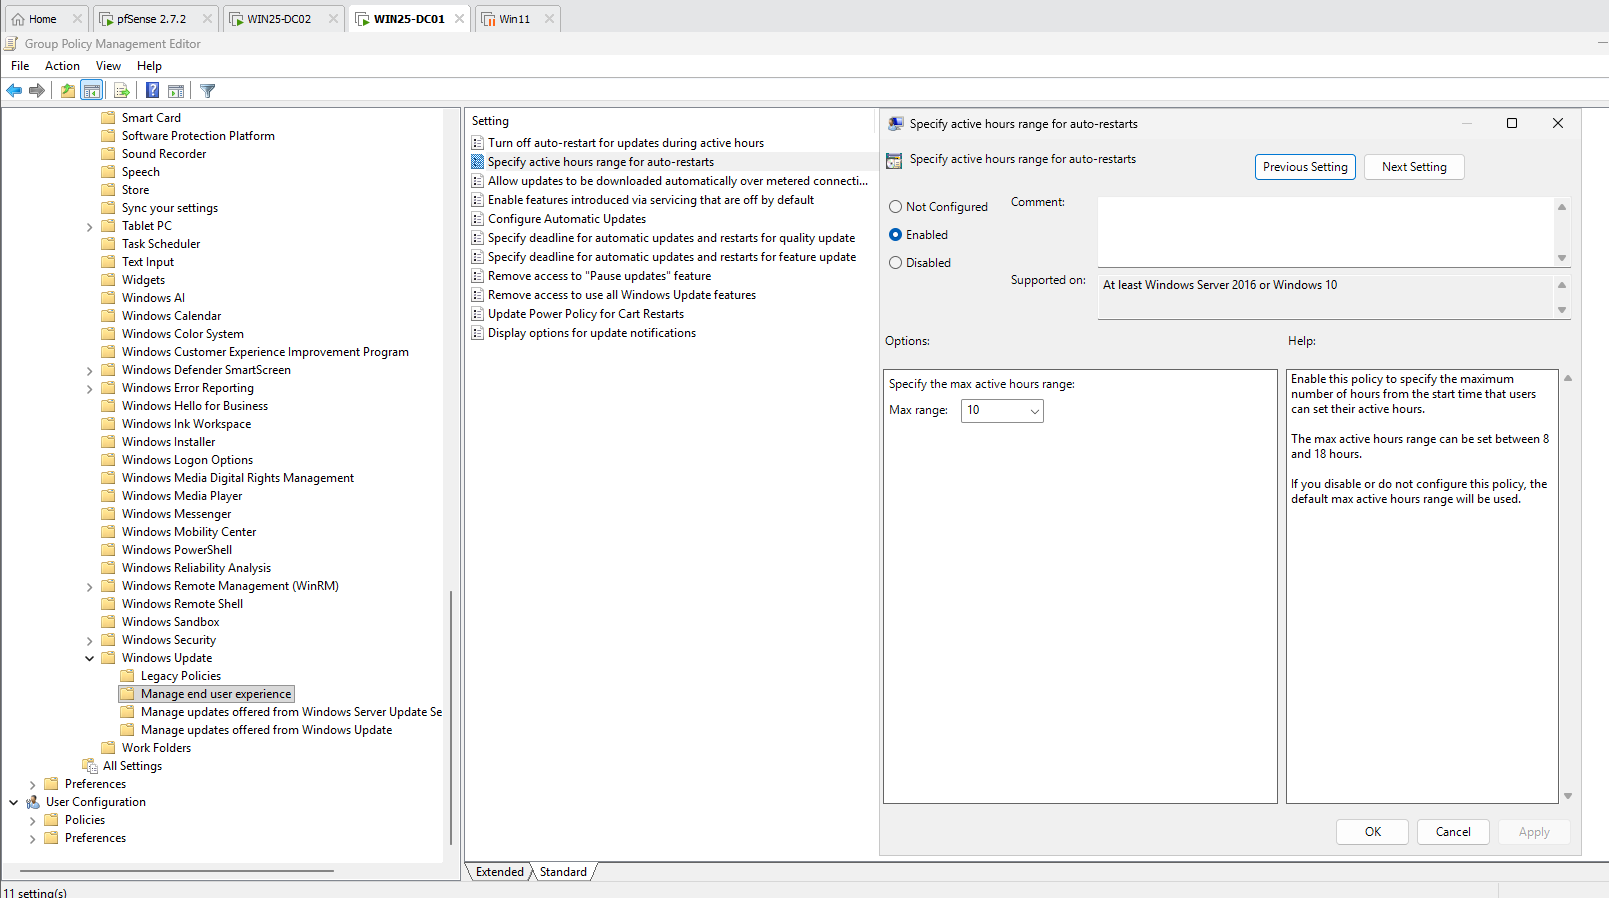 Home
pfSense 2.7.2
WIN25-DC02
WIN25-DC01
Win11
Group Policy Management Editor
File Action View Help
Smart Card
Software Protection Platform
Sound Recorder
Speech
Store
Sync your settings
Tablet PC
Task Scheduler
Text Input
Widgets
Windows AI
Windows Calendar
Windows Color System
Windows Customer Experience Improvement Program
Windows Defender SmartScreen
Windows Error Reporting
Windows Hello for Business
Windows Ink Workspace
Windows Installer
Windows Logon Options
Windows Media Digital Rights Management
Windows Media Player
Windows Messenger
Windows Mobility Center
Windows PowerShell
Windows Reliability Analysis
Windows Remote Management (WinRM)
Windows Remote Shell
Windows Sandbox
Windows Security
Windows Update
Legacy Policies
Manage end user experience
Manage updates offered from Windows Server Update Se
Manage updates offered from Windows Update
Work Folders
All Settings
Preferences
User Configuration
Policies
Preferences
Setting
Turn off auto-restart for updates during active hours
Specify active hours range for auto-restarts
Allow updates to be downloaded automatically over metered connecti...
Enable features introduced via servicing that are off by default
Configure Automatic Updates
Specify deadline for automatic updates and restarts for quality update
Specify deadline for automatic updates and restarts for feature update
Remove access to "Pause updates" feature
Remove access to use all Windows Update features
Update Power Policy for Cart Restarts
Display options for update notifications
Extended
Standard
Specify active hours range for auto-restarts
Specify active hours range for auto-restarts
Previous Setting
Next Setting
Not Configured
Enabled
Disabled
Comment:
Supported on:
At least Windows Server 2016 or Windows 10
Options:
Help:
Specify the max active hours range:
Max range: 10
Enable this policy to specify the maximum
number of hours from the start time that users
can set their active hours.
The max active hours range can be set between 8
and 18 hours.
If you disable or do not configure this policy, the
default max active hours range will be used.
OK
Cancel
Apply
11 setting(s)